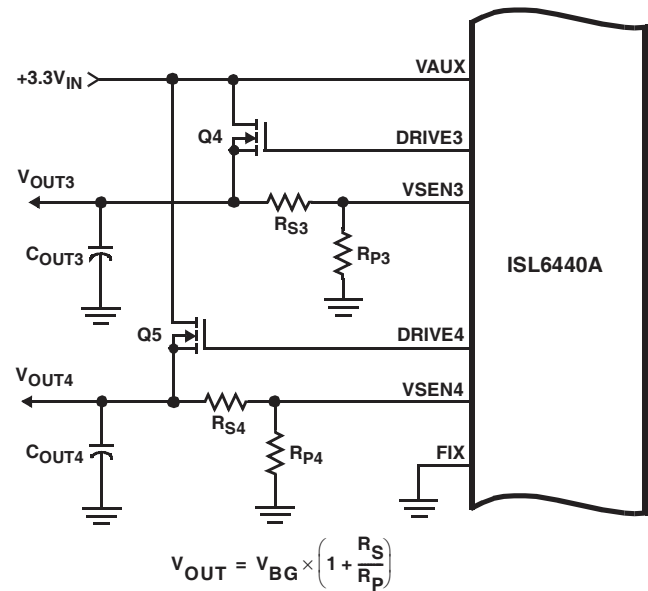 +3.3VIN
VAUX
Q4
DRIVE3
VOUT3
VSEN3
RS3
COUT3
RP3
ISL6440A
Q5
DRIVE4
VOUT4
VSEN4
RS4
COUT4
RP4
FIX
VOUT = VBG × (1 + RS/RP)